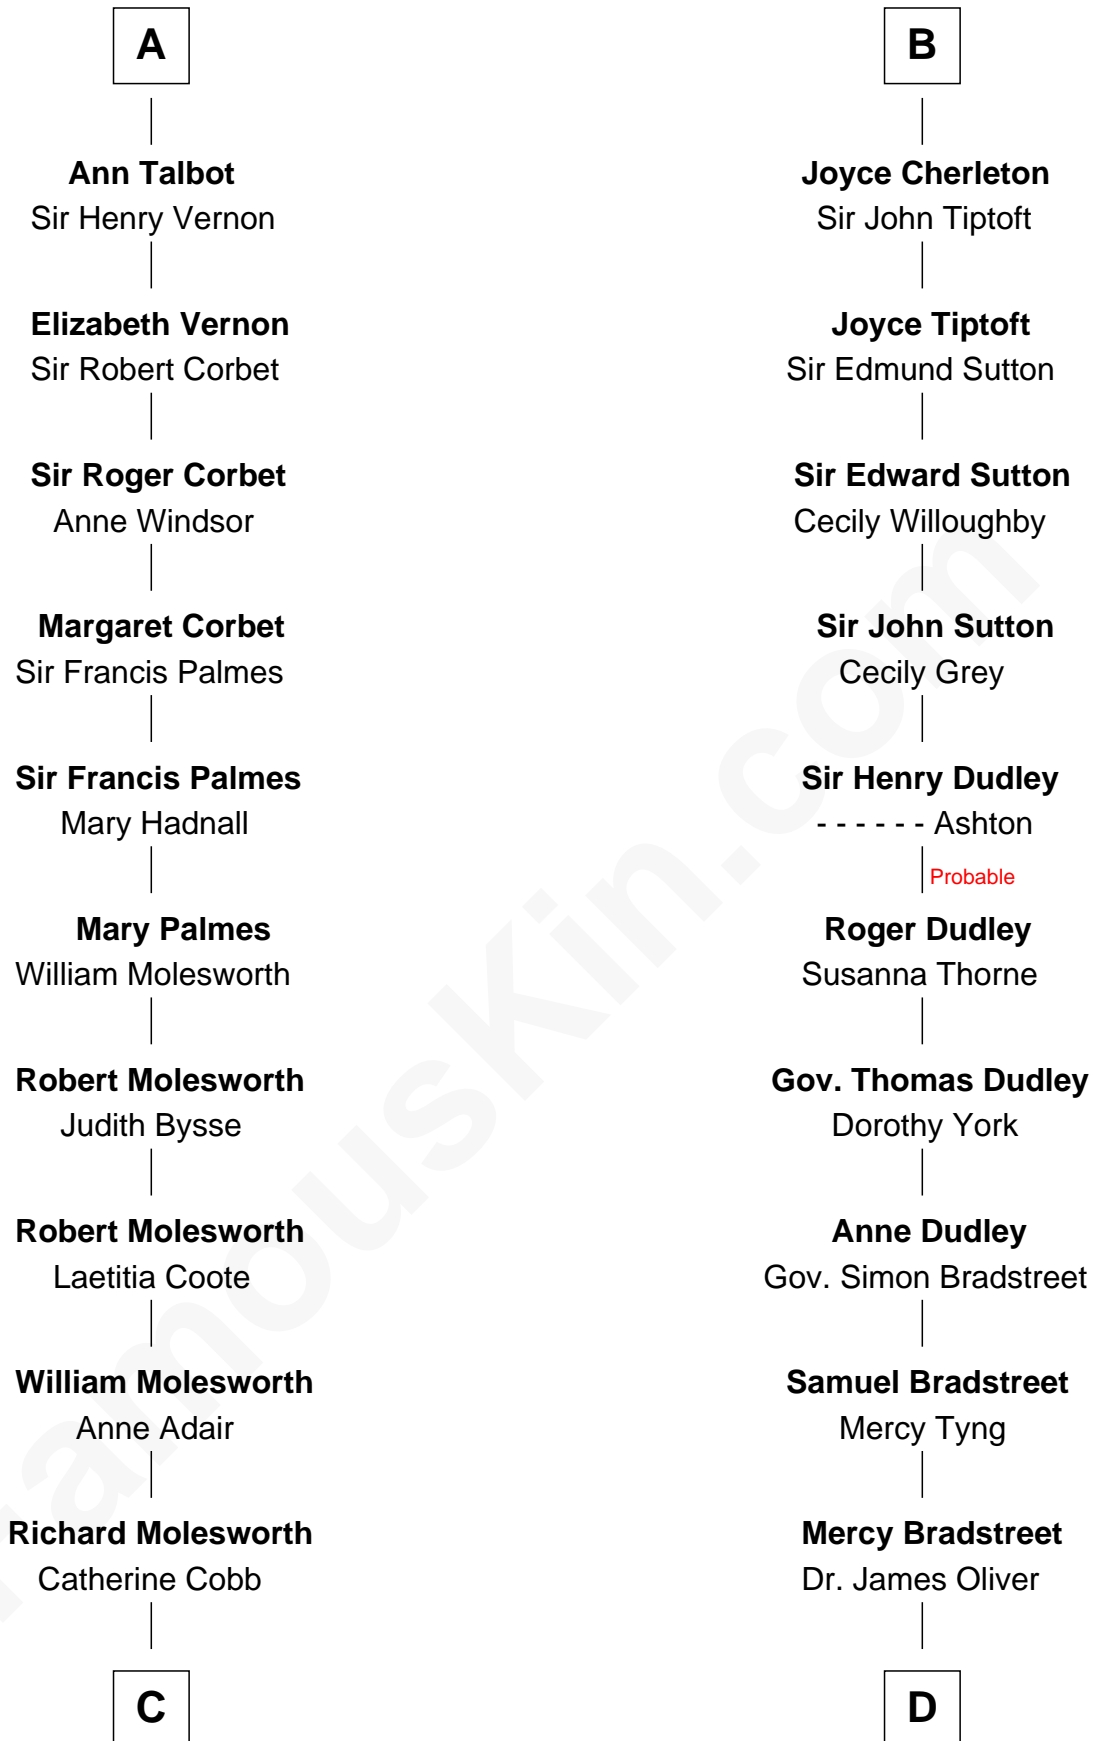 A
Ann Talbot
Sir Henry Vernon
Elizabeth Vernon
Sir Robert Corbet
Sir Roger Corbet
Anne Windsor
Margaret Corbet
Sir Francis Palmes
Sir Francis Palmes
Mary Hadnall
Mary Palmes
William Molesworth
Robert Molesworth
Judith Bysse
Robert Molesworth
Laetitia Coote
William Molesworth
Anne Adair
Richard Molesworth
Catherine Cobb
C
B
Joyce Cherleton
Sir John Tiptoft
Joyce Tiptoft
Sir Edmund Sutton
Sir Edward Sutton
Cecily Willoughby
Sir John Sutton
Cecily Grey
Sir Henry Dudley
- - - - - - Ashton
Probable
Roger Dudley
Susanna Thorne
Gov. Thomas Dudley
Dorothy York
Anne Dudley
Gov. Simon Bradstreet
Samuel Bradstreet
Mercy Tyng
Mercy Bradstreet
Dr. James Oliver
D
FamousKin.com